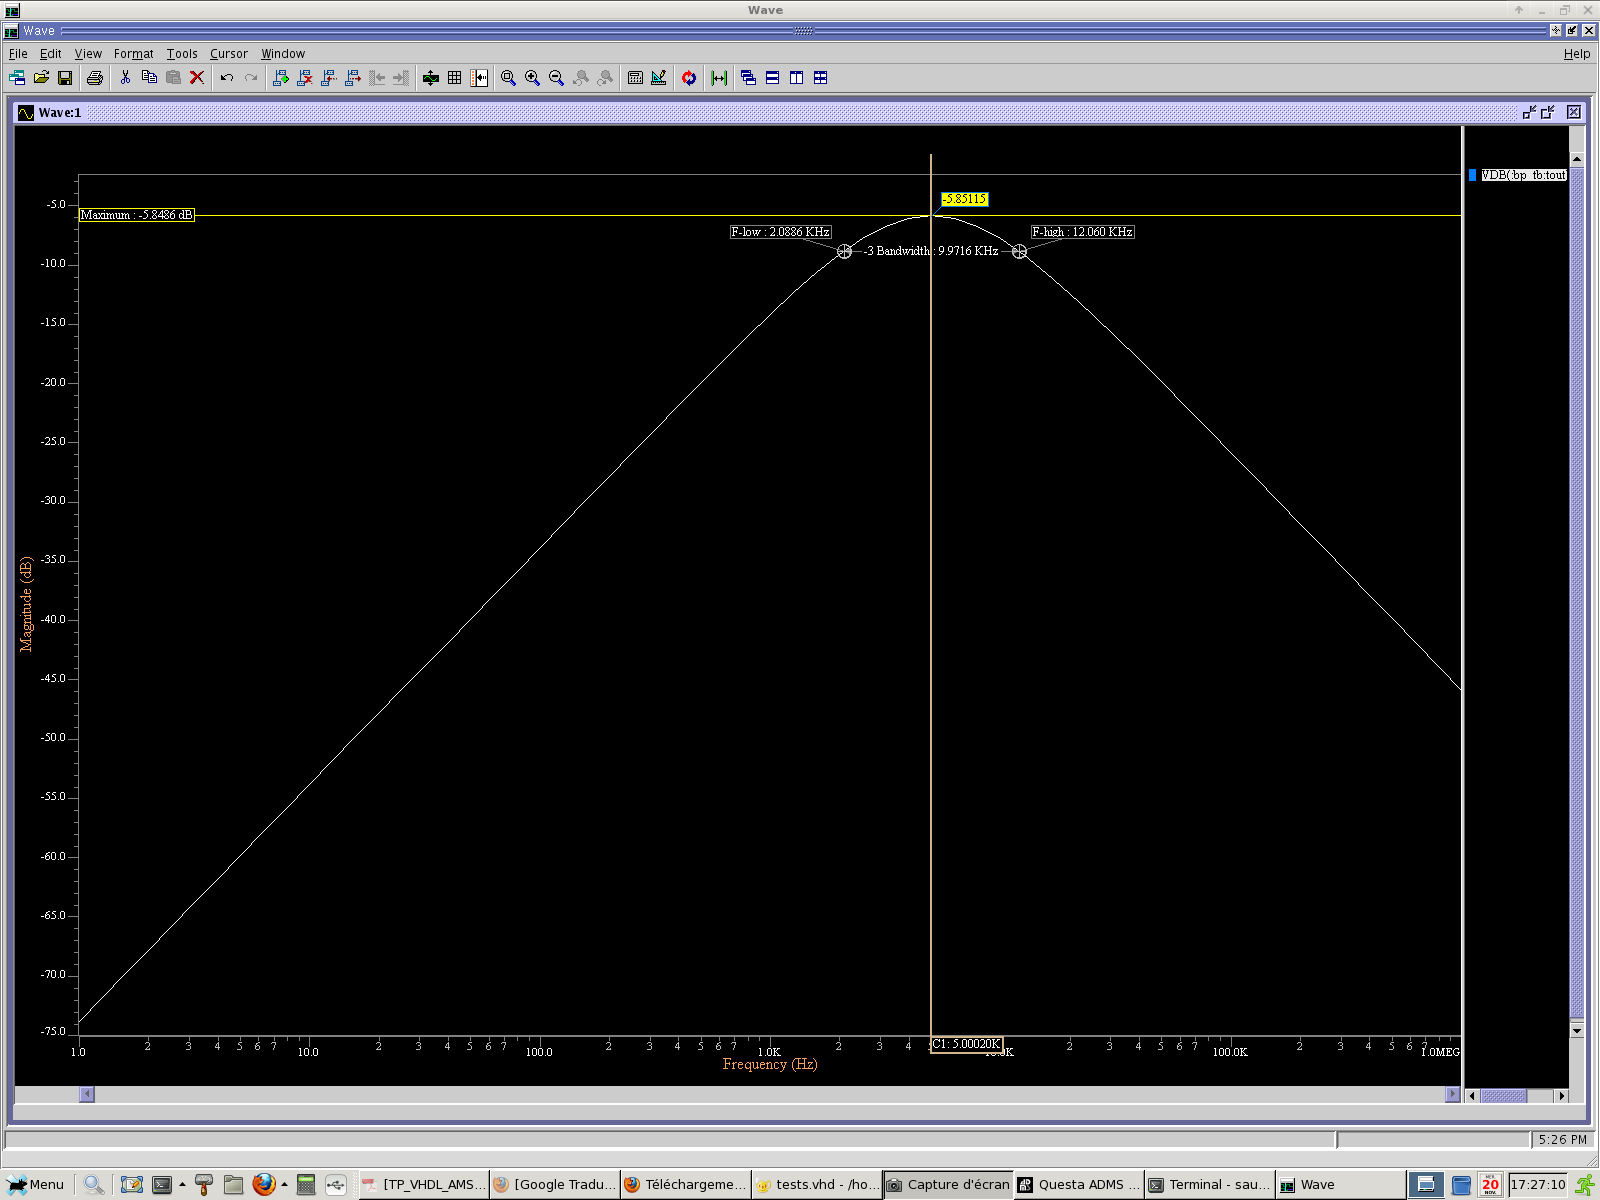 Wave
Wave
File Edit View Format Tools Cursor Window Help
Wave:1
VDB(:bp_tb:tout
-5.85115
-5.0
Maximum : -5.8486 dB
F-low : 2.0886 KHz
F-high : 12.060 KHz
-3 Bandwidth : 9.9716 KHz
-10.0
-15.0
-20.0
-25.0
-30.0
-35.0
-40.0
-45.0
-50.0
-55.0
-60.0
-65.0
-70.0
-75.0
Magnitude (dB)
C1: 5.00020K
1.0 2 3 4 5 6 7 10.0 2 3 4 5 6 7 100.0 2 3 4 5 6 7 1.0K 2 3 4 2 3 4 5 6 7 100.0K 2 3 4 5 6 7 1.0MEG
Frequency (Hz)
5:26 PM
Menu
[TP_VHDL_AMS...
[Google Tradu...
Téléchargeme...
tests.vhd - /ho...
Capture d'écran
Questa ADMS ...
Terminal - sau...
Wave
20
17:27:10